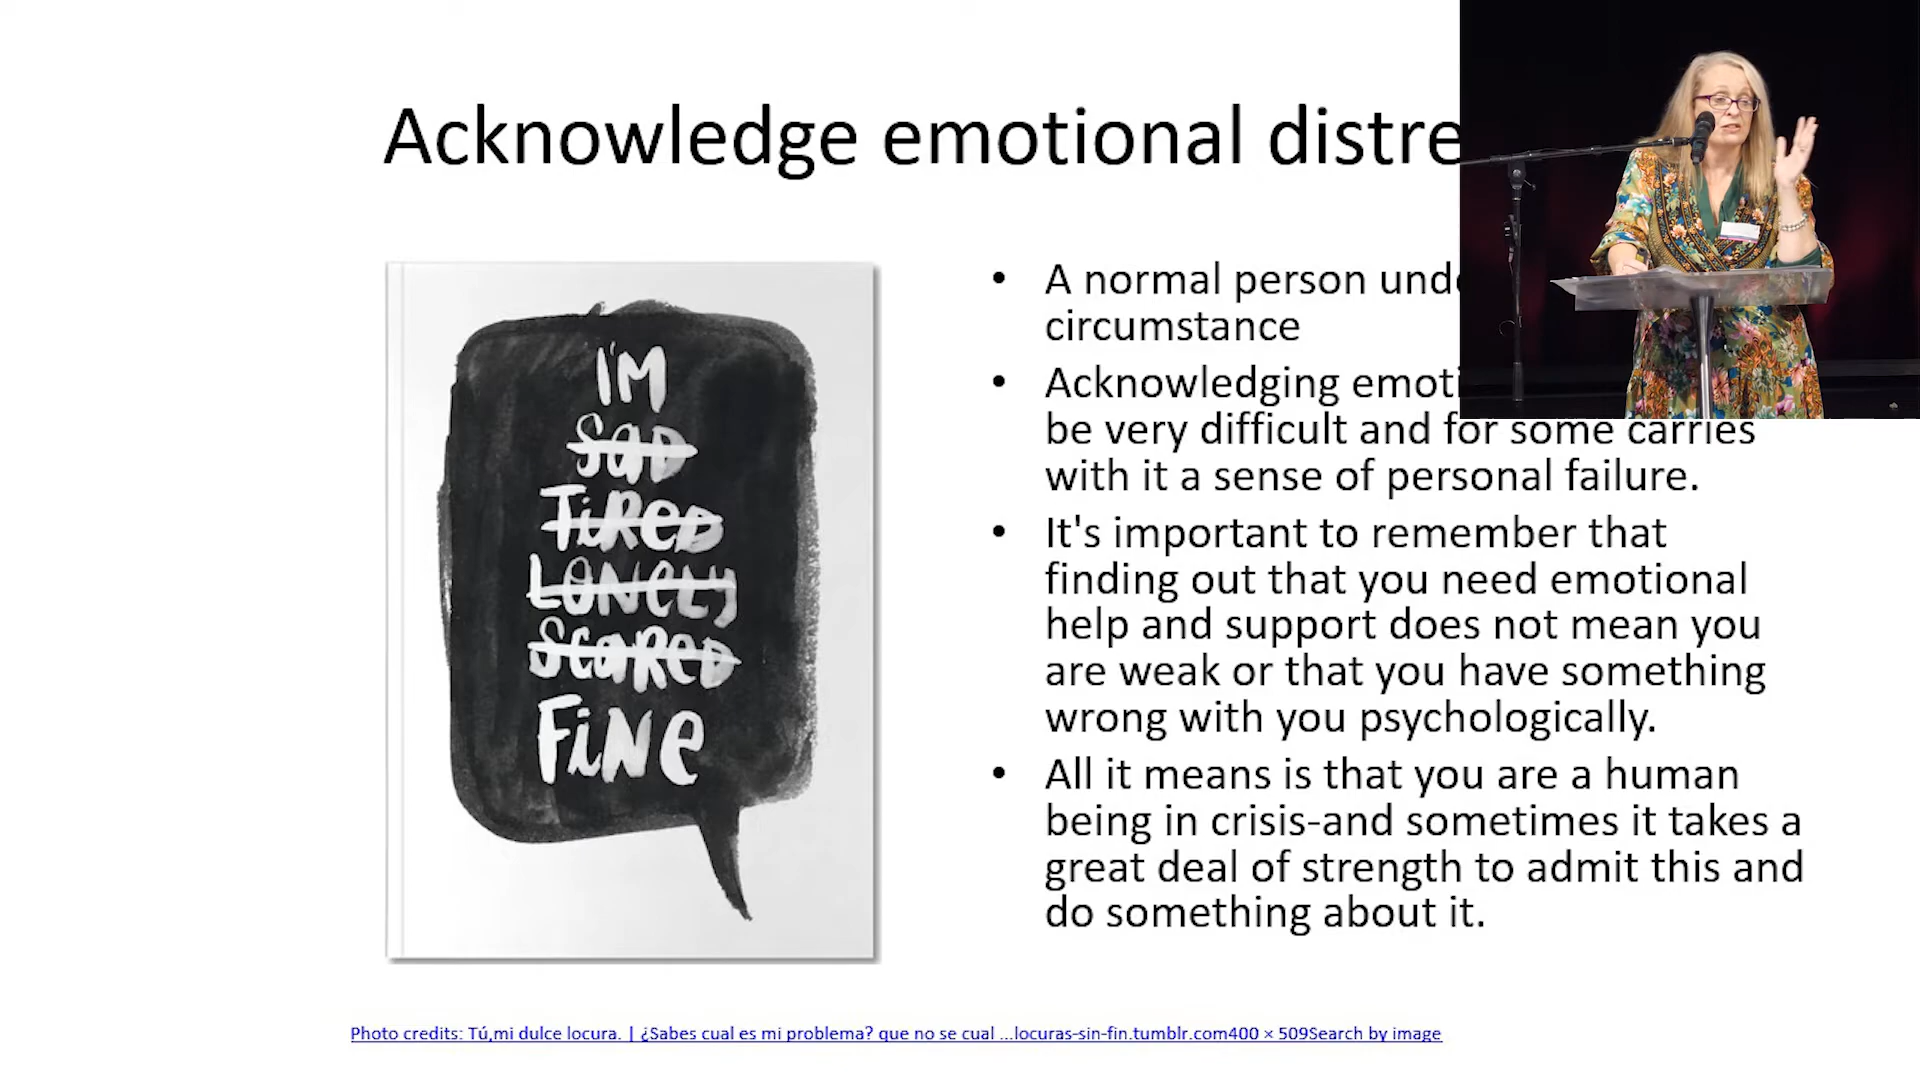 Acknowledge emotional
I'M
SAD
TIRED
LONELY
SCARED
FINE
• A normal person
circumstance
• Acknowledging
be very difficult and for some carries
with it a sense of personal failure.
• It's important to remember that
finding out that you need emotional
help and support does not mean you
are weak or that you have something
wrong with you psychologically.
• All it means is that you are a human
being in crisis-and sometimes it takes a
great deal of strength to admit this and
do something about it.
Photo credits: Tú,mi dulce locura. | ¿Sabes cual es mi problema? que no se cual ...locuras-sin-fin.tumblr.com400 × 509Search by image